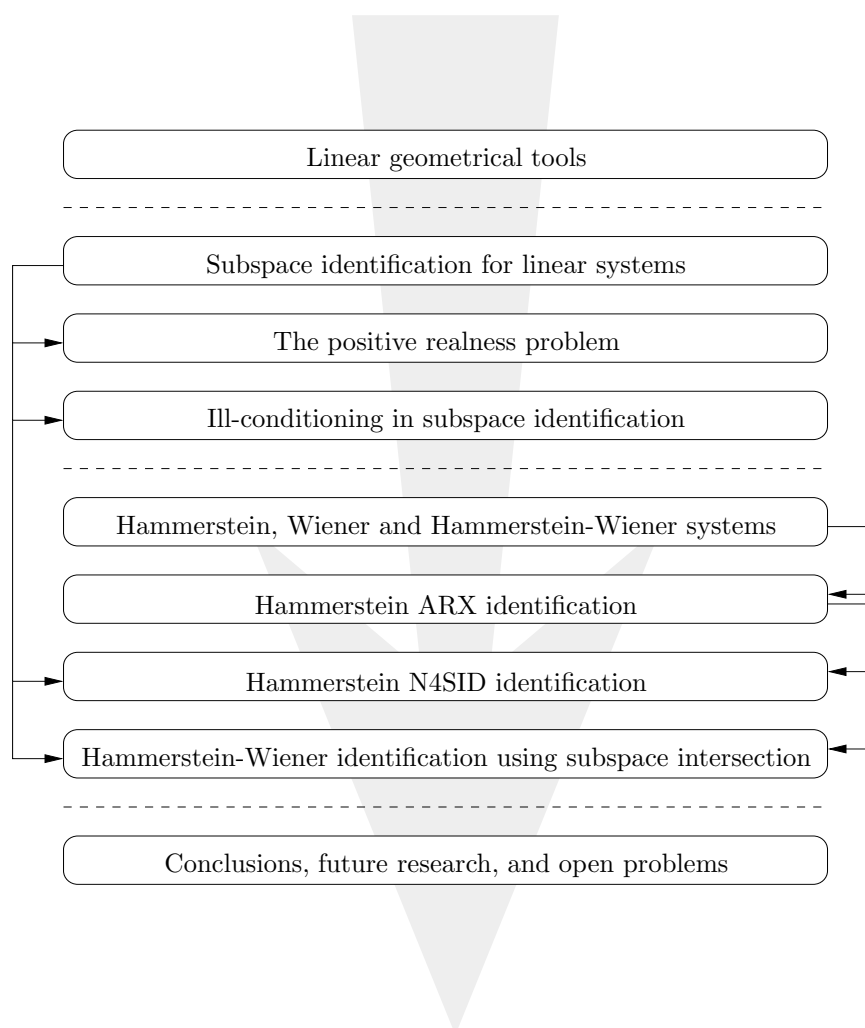 Linear geometrical tools
Subspace identification for linear systems
The positive realness problem
Ill-conditioning in subspace identification
Hammerstein, Wiener and Hammerstein-Wiener systems
Hammerstein ARX identification
Hammerstein N4SID identification
Hammerstein-Wiener identification using subspace intersection
Conclusions, future research, and open problems